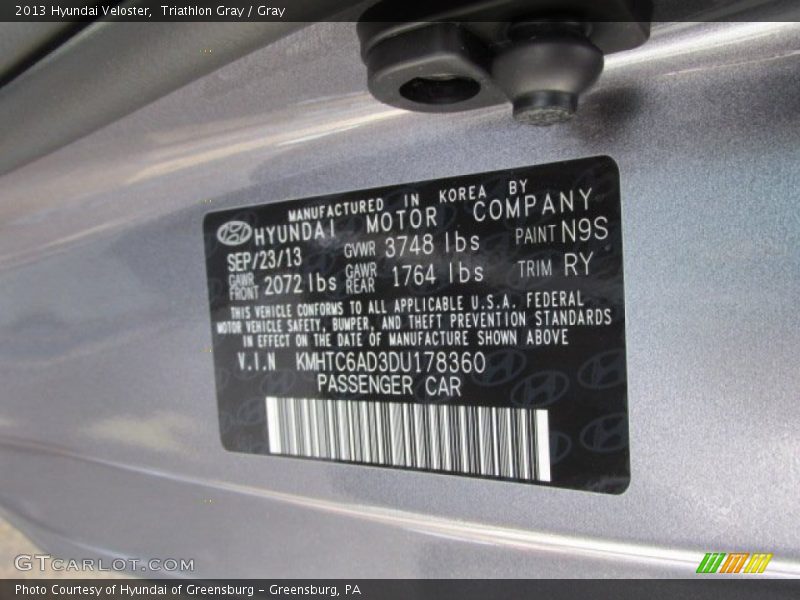 2013 Hyundai Veloster, Triathlon Gray / Gray
MANUFACTURED IN KOREA BY
HYUNDAI MOTOR COMPANY
SEP/23/13 GVWR 3748 lbs PAINT N9S
GAWR FRONT 2072 lbs GAWR REAR 1764 lbs TRIM RY
THIS VEHICLE CONFORMS TO ALL APPLICABLE U.S.A. FEDERAL
MOTOR VEHICLE SAFETY, BUMPER, AND THEFT PREVENTION STANDARDS
IN EFFECT ON THE DATE OF MANUFACTURE SHOWN ABOVE
V.I.N KMHTC6AD3DU178360
PASSENGER CAR
GTCARLOT.COM
Photo Courtesy of Hyundai of Greensburg - Greensburg, PA